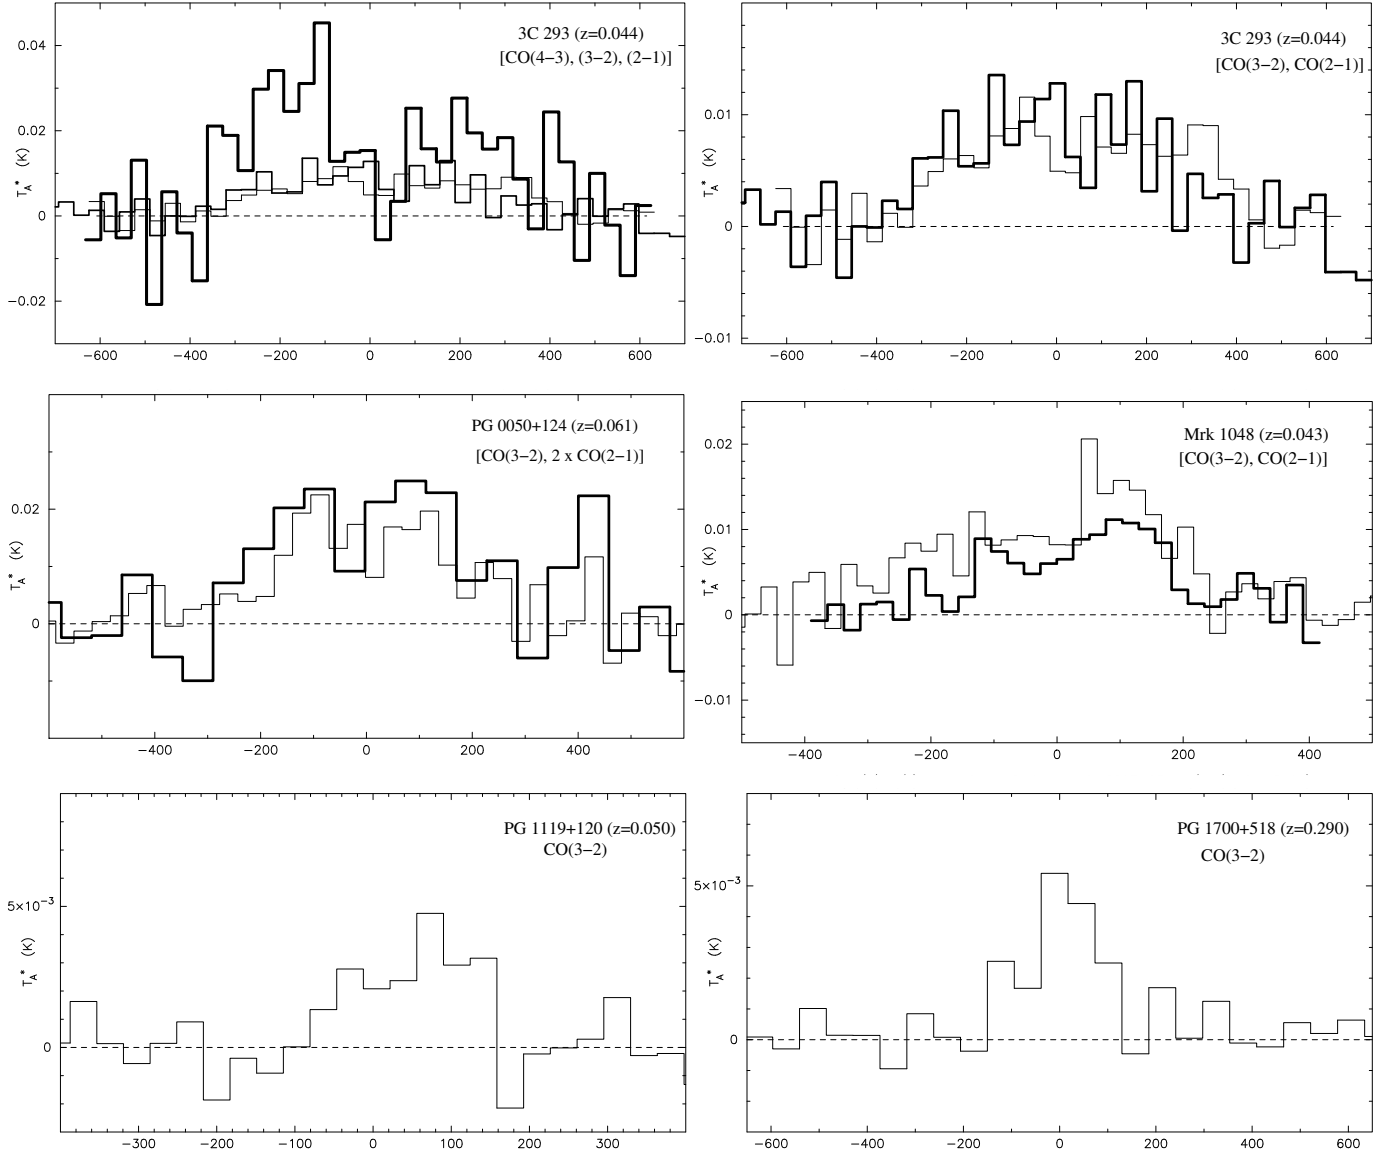 3C 293 (z=0.044)
[CO(4−3), (3−2), (2−1)]
0.04
0.02
0
−0.02
T_A* (K)
−600 −400 −200 0 200 400 600
3C 293 (z=0.044)
[CO(3−2), CO(2−1)]
0.01
0
−0.01
T_A* (K)
−600 −400 −200 0 200 400 600
PG 0050+124 (z=0.061)
[CO(3−2), 2 x CO(2−1)]
0.02
0
T_A* (K)
−400 −200 0 200 400
Mrk 1048 (z=0.043)
[CO(3−2), CO(2−1)]
0.02
0.01
0
−0.01
T_A* (K)
−400 −200 0 200 400
PG 1119+120 (z=0.050)
CO(3−2)
5×10⁻³
0
T_A* (K)
−300 −200 −100 0 100 200 300
PG 1700+518 (z=0.290)
CO(3−2)
5×10⁻³
0
T_A* (K)
−600 −400 −200 0 200 400 600